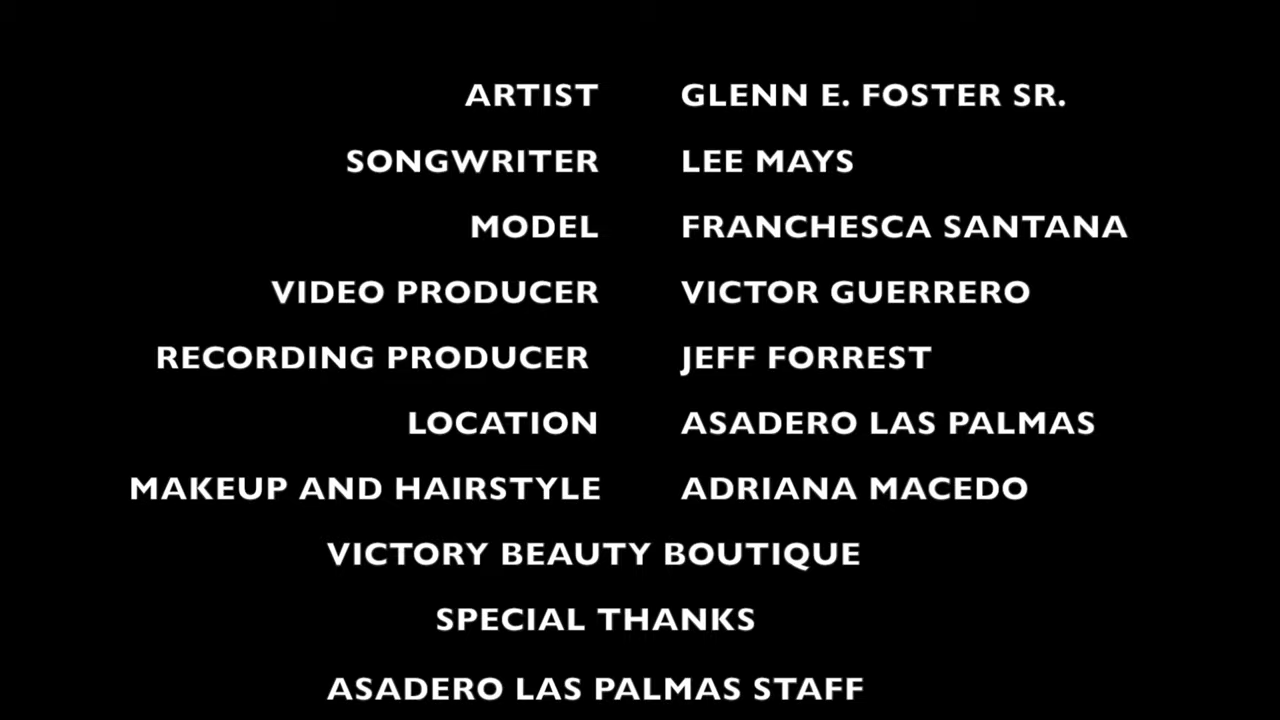 ARTIST GLENN E. FOSTER SR.
SONGWRITER LEE MAYS
MODEL FRANCHESCA SANTANA
VIDEO PRODUCER VICTOR GUERRERO
RECORDING PRODUCER JEFF FORREST
LOCATION ASADERO LAS PALMAS
MAKEUP AND HAIRSTYLE ADRIANA MACEDO
VICTORY BEAUTY BOUTIQUE
SPECIAL THANKS
ASADERO LAS PALMAS STAFF